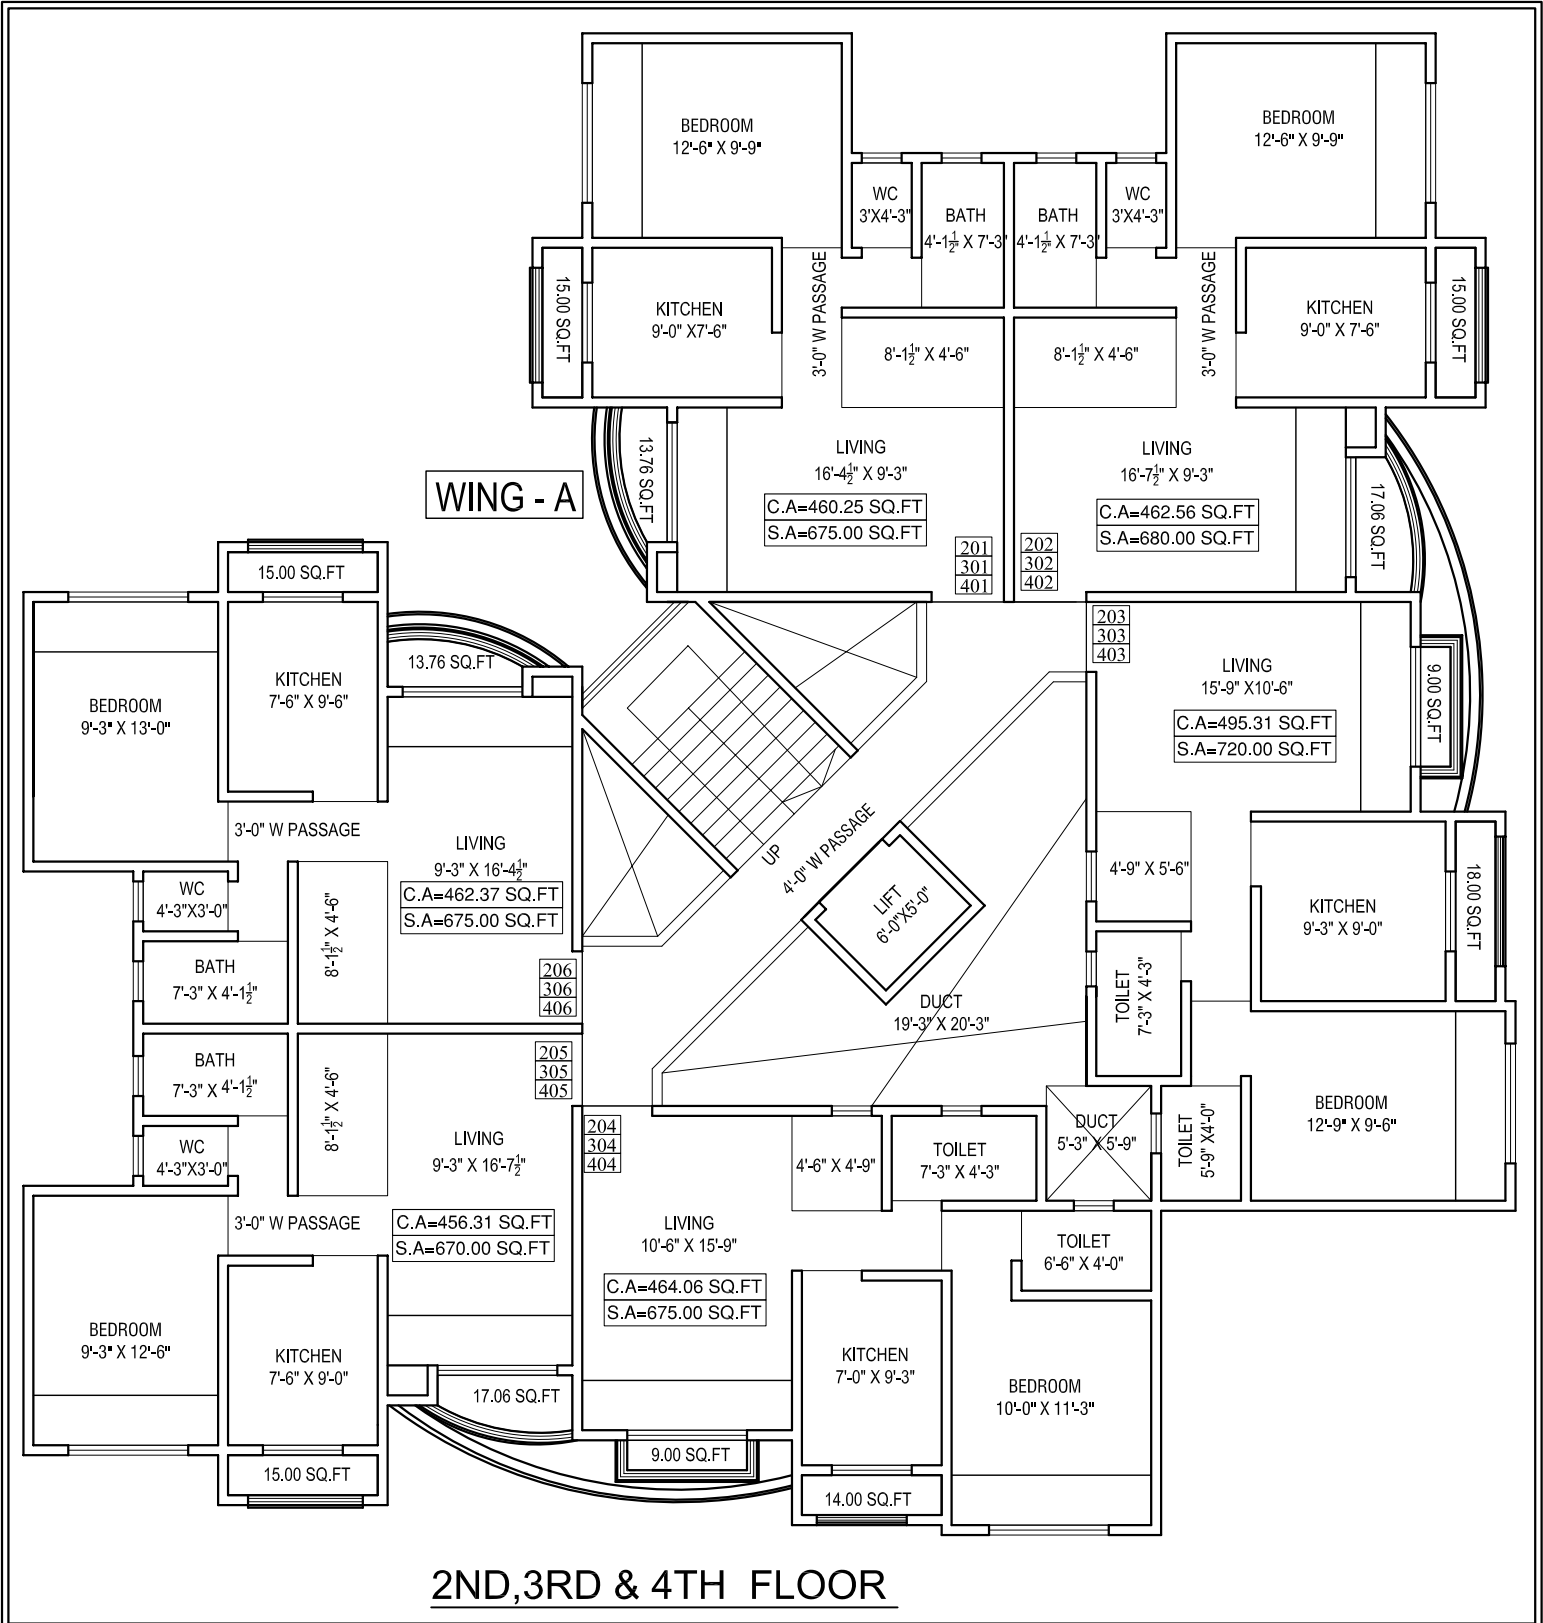 BEDROOM
12'-6" X 9'-9"
WC
3'X4'-3"
BATH
4'-1½" X 7'-3"
BATH
4'-1½" X 7'-3"
WC
3'X4'-3"
BEDROOM
12'-6" X 9'-9"
15.00 SQ.FT
KITCHEN
9'-0" X7'-6"
3'-0" W PASSAGE
8'-1½" X 4'-6"
8'-1½" X 4'-6"
3'-0" W PASSAGE
KITCHEN
9'-0" X 7'-6"
15.00 SQ.FT
WING - A
13.76 SQ.FT
LIVING
16'-4½" X 9'-3"
C.A=460.25 SQ.FT
S.A=675.00 SQ.FT
201
301
401
202
302
402
LIVING
16'-7½" X 9'-3"
C.A=462.56 SQ.FT
S.A=680.00 SQ.FT
17.06 SQ.FT
15.00 SQ.FT
BEDROOM
9'-3" X 13'-0"
KITCHEN
7'-6" X 9'-6"
13.76 SQ.FT
3'-0" W PASSAGE
LIVING
9'-3" X 16'-4½"
C.A=462.37 SQ.FT
S.A=675.00 SQ.FT
WC
4'-3"X3'-0"
BATH
7'-3" X 4'-1½"
8'-1½" X 4'-6"
206
306
406
UP
4'-0" W PASSAGE
LIFT
6'-0"X5'-0"
DUCT
19'-3" X 20'-3"
203
303
403
LIVING
15'-9" X10'-6"
C.A=495.31 SQ.FT
S.A=720.00 SQ.FT
9.00 SQ.FT
4'-9" X 5'-6"
KITCHEN
9'-3" X 9'-0"
18.00 SQ.FT
TOILET
7'-3" X 4'-3"
BEDROOM
12'-9" X 9'-6"
TOILET
5'-9" X4'-0"
DUCT
5'-3" X 5'-9"
BATH
7'-3" X 4'-1½"
8'-1½" X 4'-6"
205
305
405
WC
4'-3"X3'-0"
LIVING
9'-3" X 16'-7½"
3'-0" W PASSAGE
C.A=456.31 SQ.FT
S.A=670.00 SQ.FT
BEDROOM
9'-3" X 12'-6"
KITCHEN
7'-6" X 9'-0"
17.06 SQ.FT
15.00 SQ.FT
204
304
404
4'-6" X 4'-9"
TOILET
7'-3" X 4'-3"
LIVING
10'-6" X 15'-9"
C.A=464.06 SQ.FT
S.A=675.00 SQ.FT
TOILET
6'-6" X 4'-0"
KITCHEN
7'-0" X 9'-3"
BEDROOM
10'-0" X 11'-3"
9.00 SQ.FT
14.00 SQ.FT
2ND,3RD & 4TH FLOOR